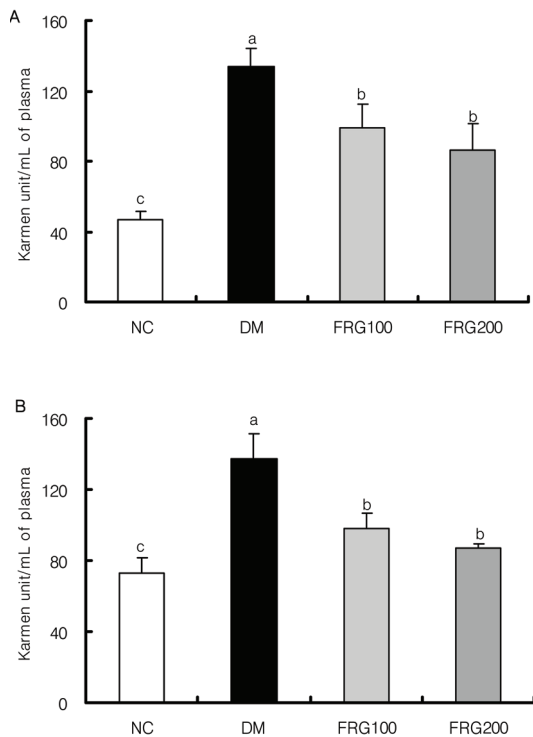 A
160
120
80
40
0
Karmen unit/mL of plasma
c
a
b
b
NC DM FRG100 FRG200
B
160
120
80
40
0
Karmen unit/mL of plasma
c
a
b
b
NC DM FRG100 FRG200